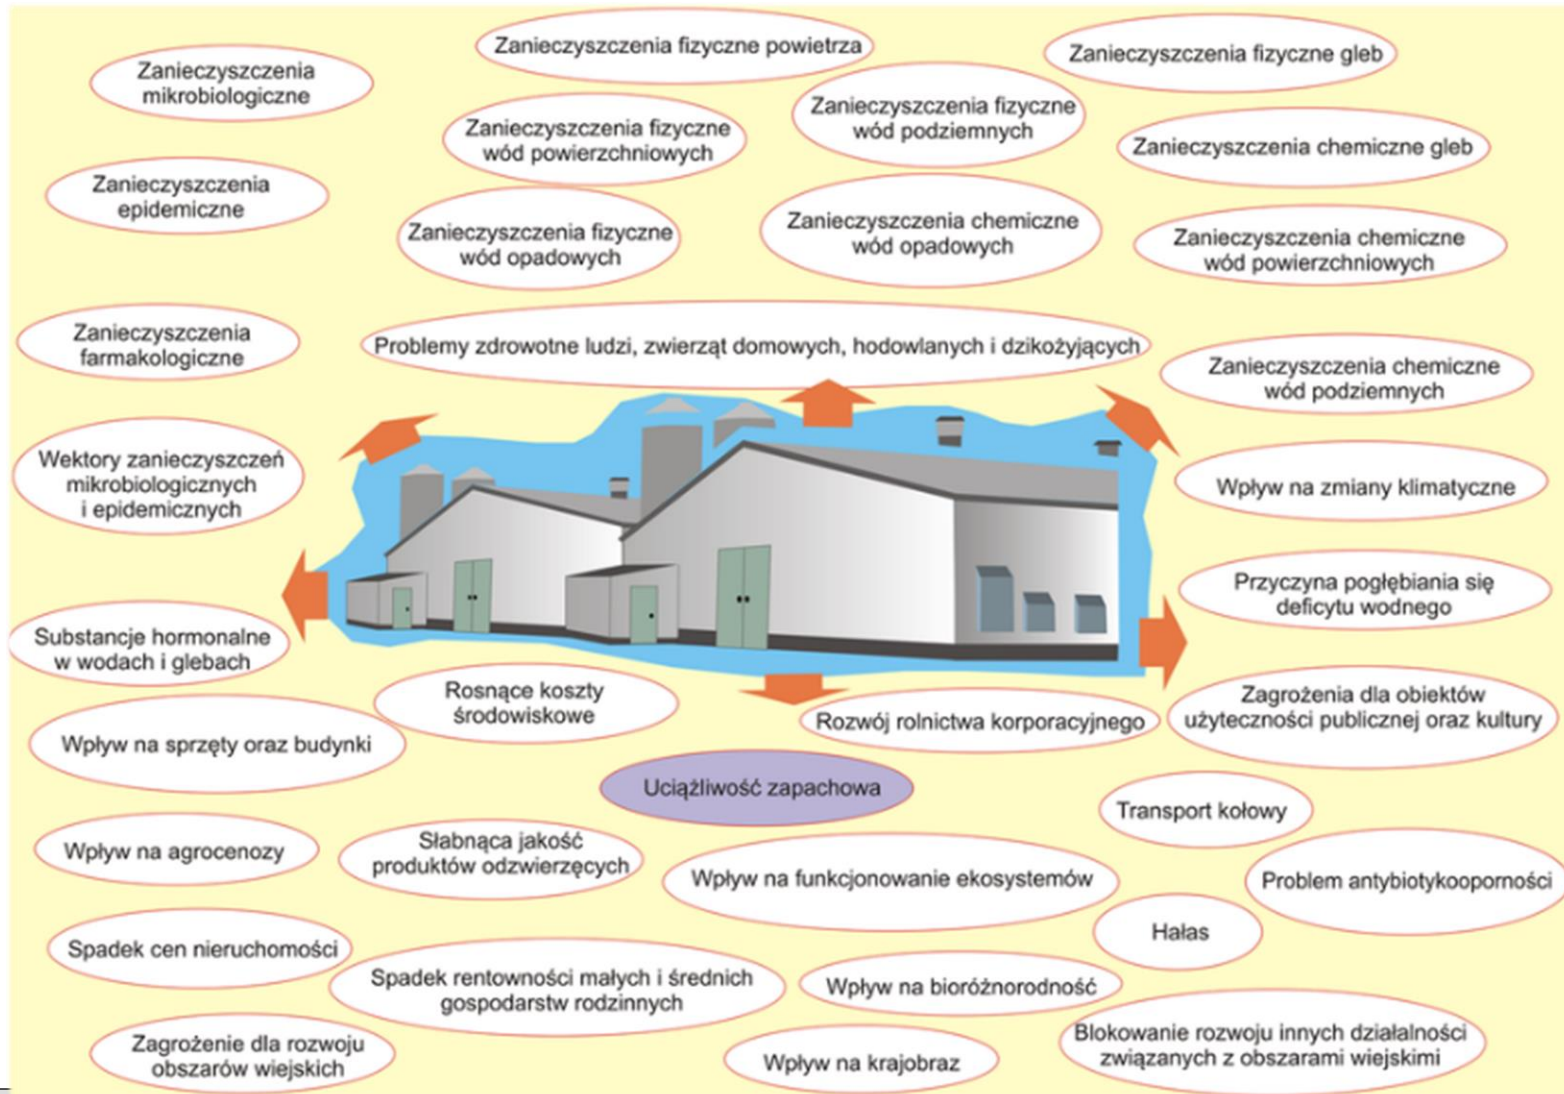 Zanieczyszczenia
mikrobiologiczne
Zanieczyszczenia fizyczne powietrza
Zanieczyszczenia fizyczne gleb
Zanieczyszczenia fizyczne
wód powierzchniowych
Zanieczyszczenia fizyczne
wód podziemnych
Zanieczyszczenia chemiczne gleb
Zanieczyszczenia
epidemiczne
Zanieczyszczenia fizyczne
wód opadowych
Zanieczyszczenia chemiczne
wód opadowych
Zanieczyszczenia chemiczne
wód powierzchniowych
Zanieczyszczenia
farmakologiczne
Problemy zdrowotne ludzi, zwierząt domowych, hodowlanych i dzikożyjących
Zanieczyszczenia chemiczne
wód podziemnych
Wektory zanieczyszczeń
mikrobiologicznych
i epidemicznych
Wpływ na zmiany klimatyczne
Przyczyna pogłębiania się
deficytu wodnego
Substancje hormonalne
w wodach i glebach
Rosnące koszty
środowiskowe
Rozwój rolnictwa korporacyjnego
Zagrożenia dla obiektów
użyteczności publicznej oraz kultury
Wpływ na sprzęty oraz budynki
Uciążliwość zapachowa
Transport kołowy
Wpływ na agrocenozy
Słabnąca jakość
produktów odzwierzęcych
Wpływ na funkcjonowanie ekosystemów
Problem antybiotykooporności
Hałas
Spadek cen nieruchomości
Spadek rentowności małych i średnich
gospodarstw rodzinnych
Wpływ na bioróżnorodność
Zagrożenie dla rozwoju
obszarów wiejskich
Wpływ na krajobraz
Blokowanie rozwoju innych działalności
związanych z obszarami wiejskimi